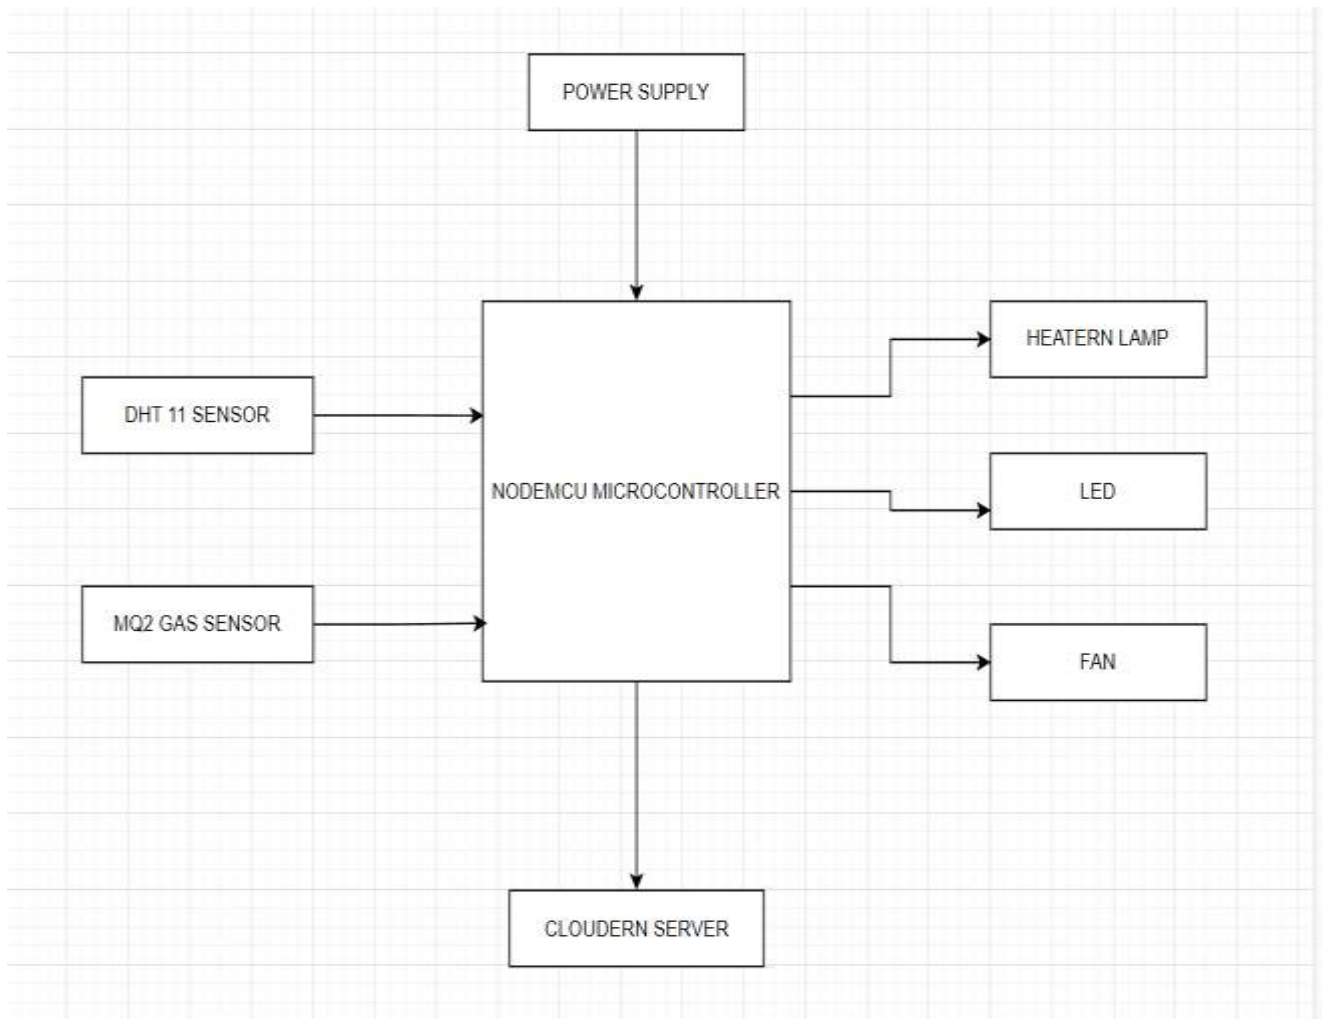 POWER SUPPLY
HEATERN LAMP
DHT 11 SENSOR
NODEMCU MICROCONTROLLER
LED
MQ2 GAS SENSOR
FAN
CLOUDERN SERVER